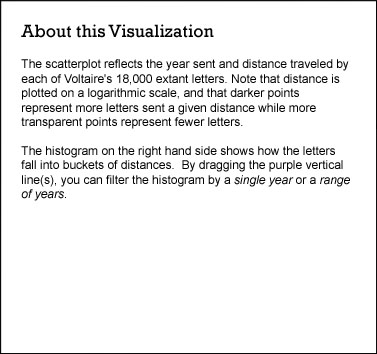 About this Visualization
The scatterplot reflects the year sent and distance traveled by
each of Voltaire's 18,000 extant letters. Note that distance is
plotted on a logarithmic scale, and that darker points
represent more letters sent a given distance while more
transparent points represent fewer letters.
The histogram on the right hand side shows how the letters
fall into buckets of distances. By dragging the purple vertical
line(s), you can filter the histogram by a single year or a range
of years.